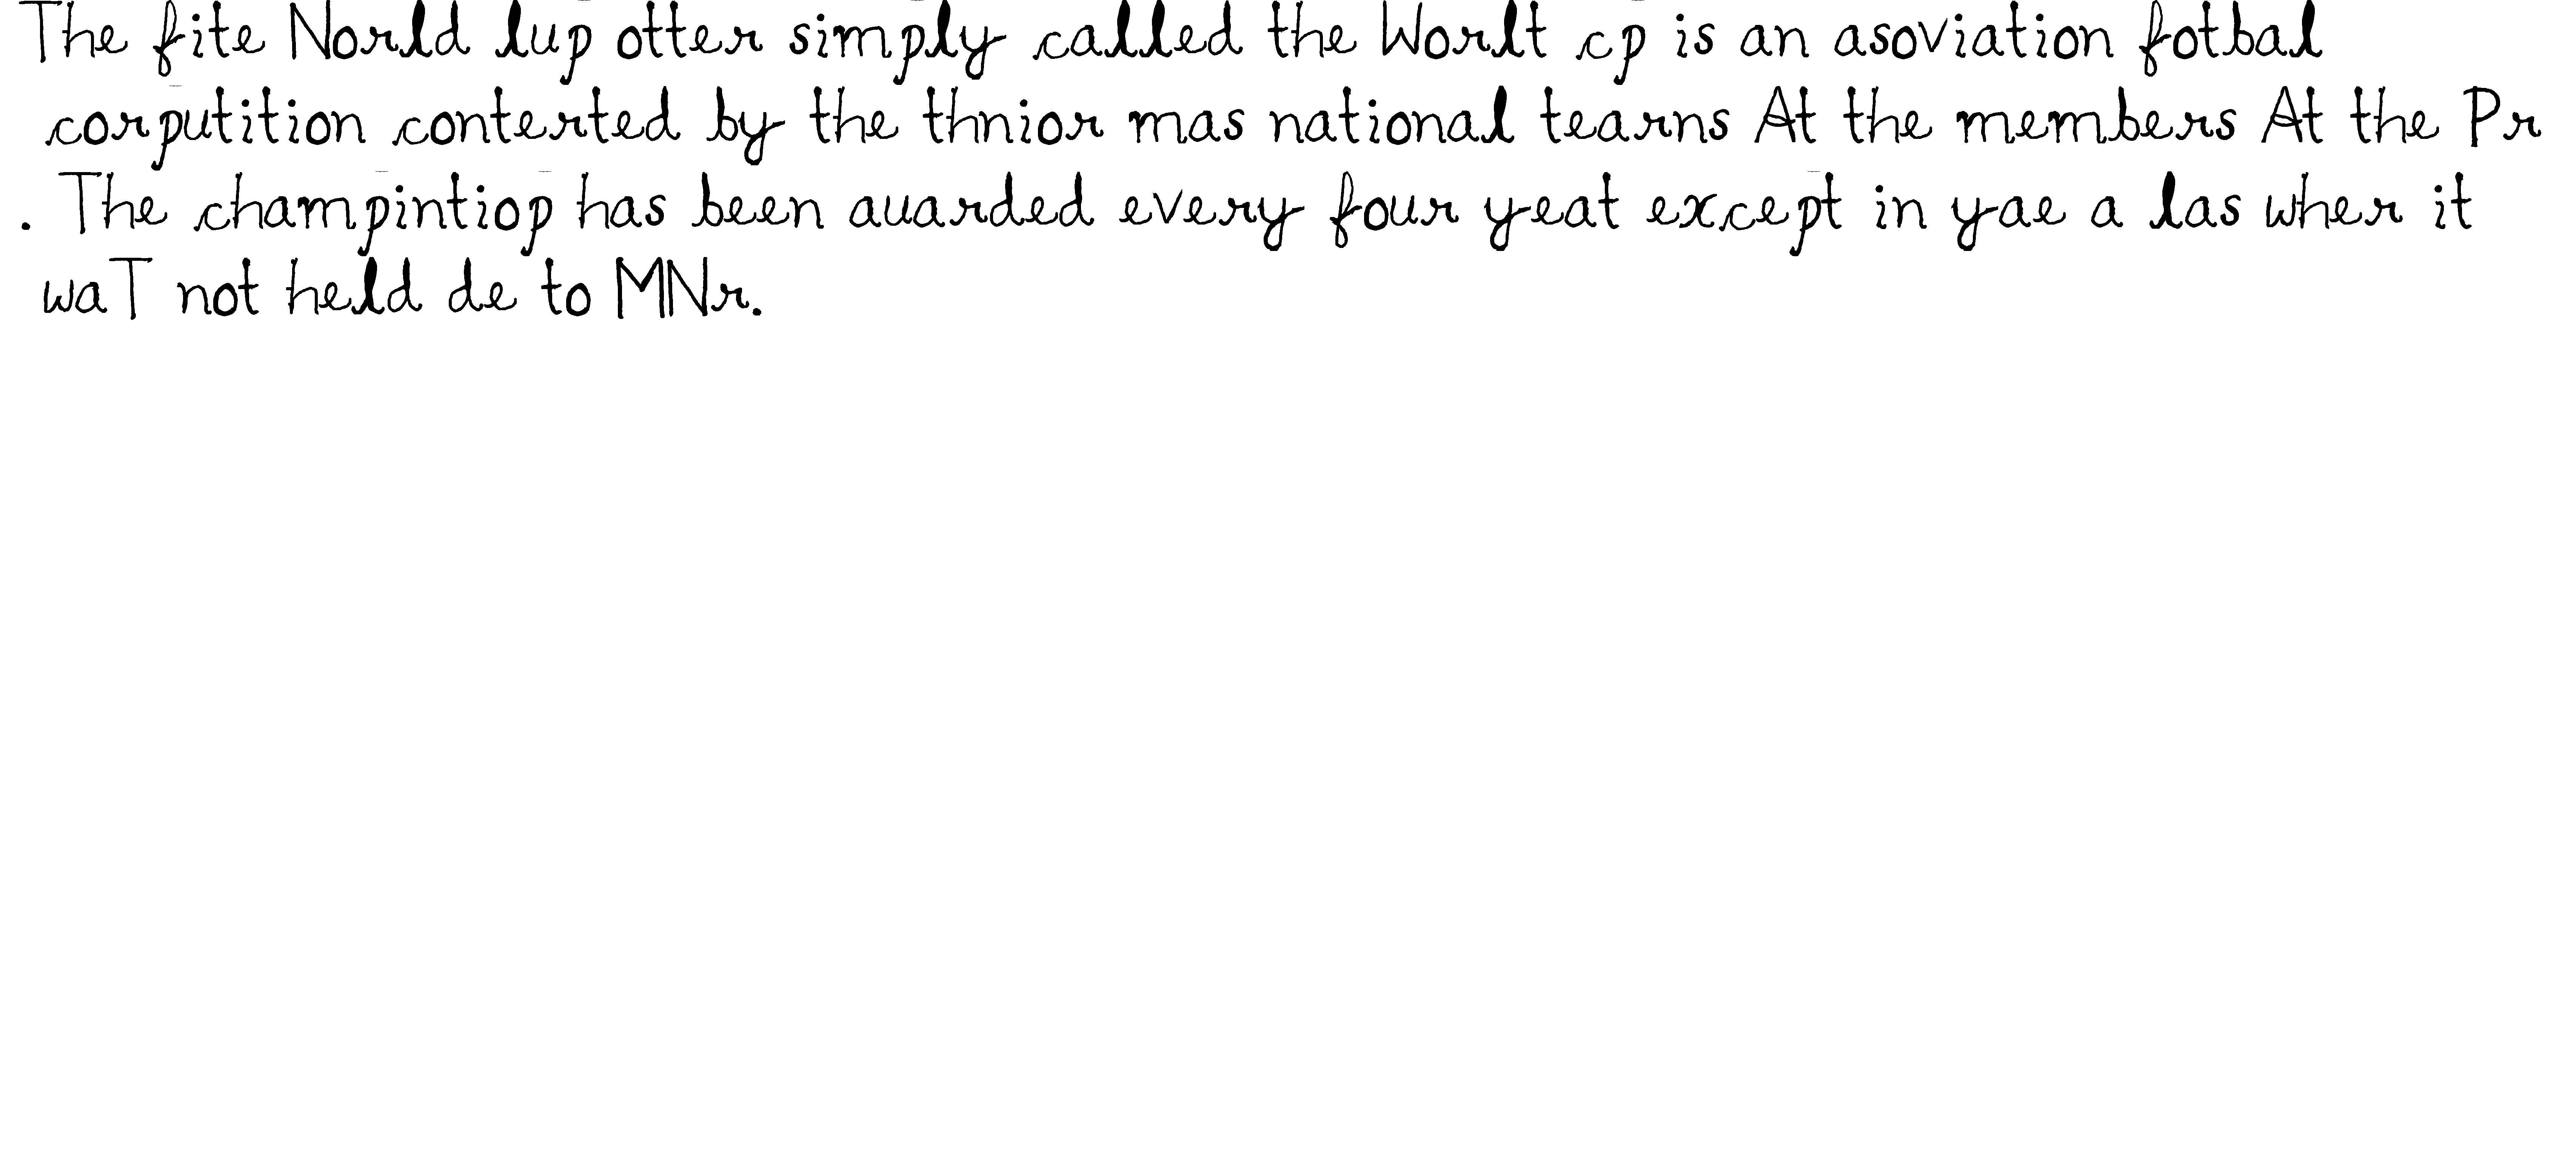 The fite Norld lup otter simply called the Worlt cp is an asoviation fotbal
corputition conterted by the thnior mas national tearns At the members At the Pr
. The champintiop has been auarded every four yeat except in yae a las wher it
waT not held de to MNr.